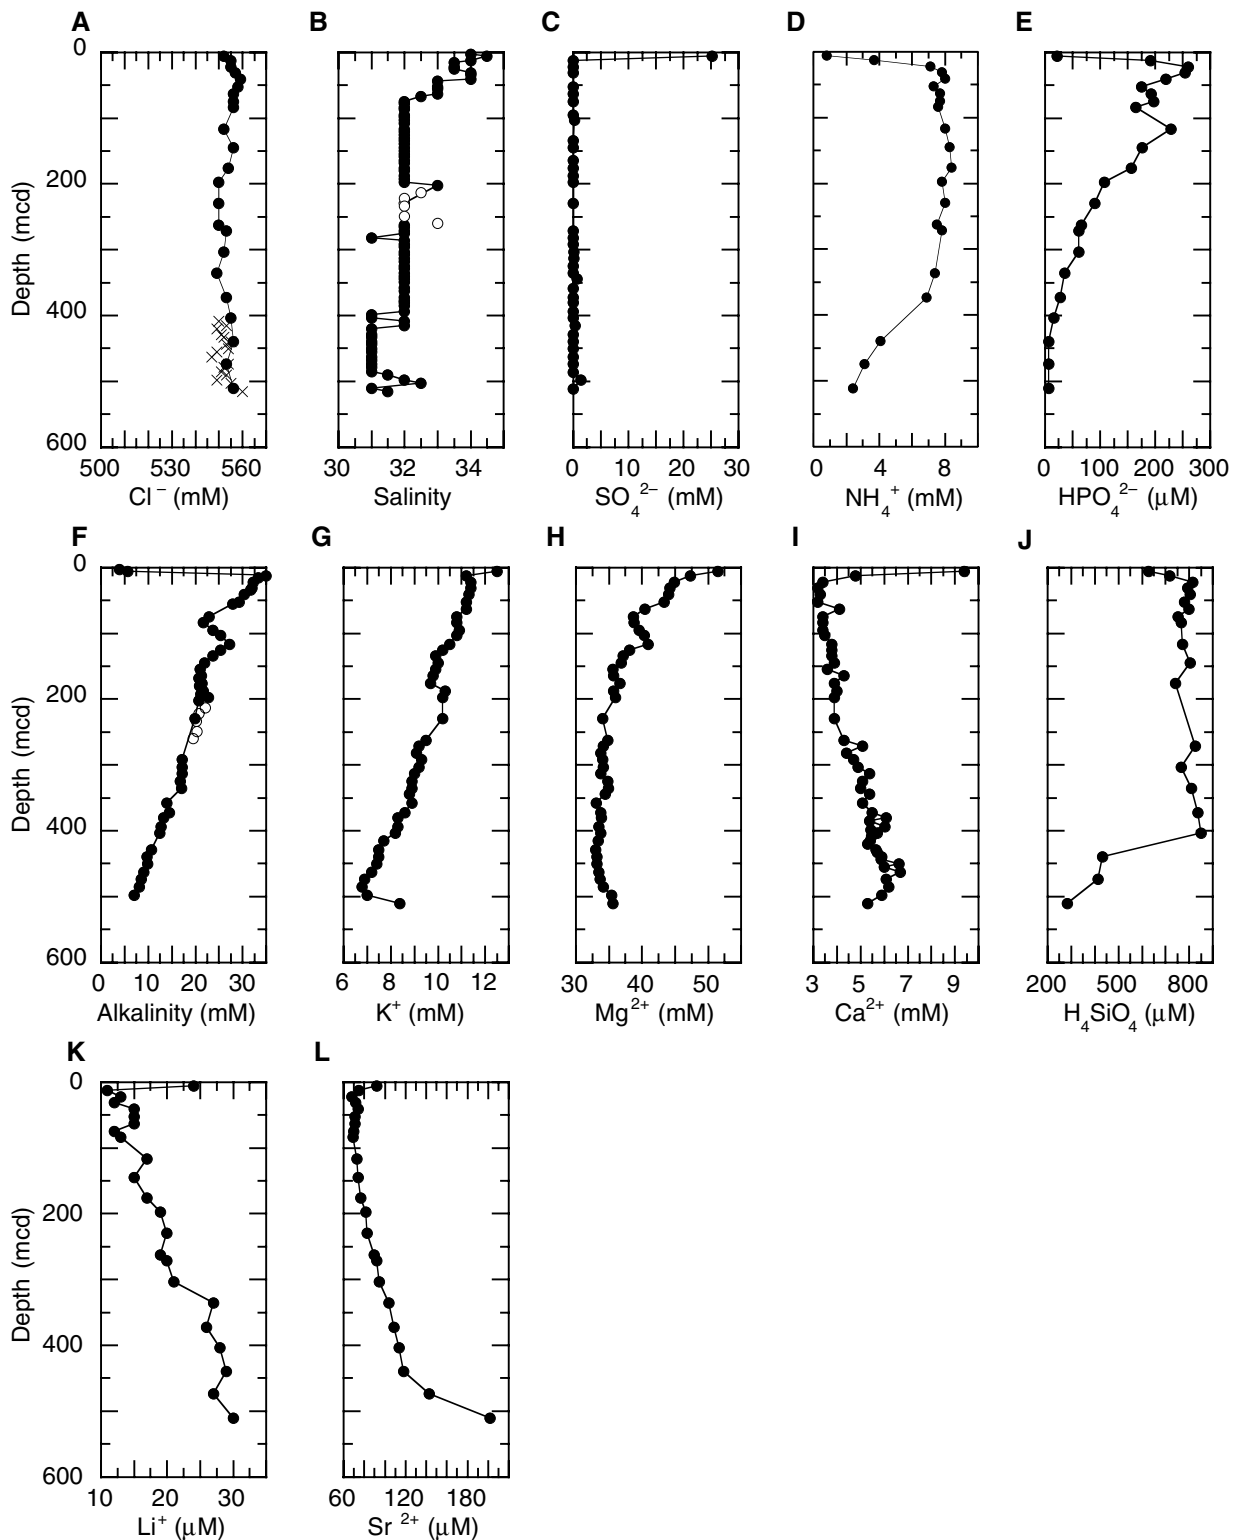 A B C D E
0
200
400
600
Depth (mcd)
500 530 560
Cl⁻ (mM)
30 32 34
Salinity
0 10 20 30
SO₄²⁻ (mM)
0 4 8
NH₄⁺ (mM)
0 100 200 300
HPO₄²⁻ (μM)
F G H I J
0
200
400
600
Depth (mcd)
0 10 20 30
Alkalinity (mM)
6 8 10 12
K⁺ (mM)
30 40 50
Mg²⁺ (mM)
3 5 7 9
Ca²⁺ (mM)
200 500 800
H₄SiO₄ (μM)
K L
0
200
400
600
Depth (mcd)
10 20 30
Li⁺ (μM)
60 120 180
Sr²⁺ (μM)